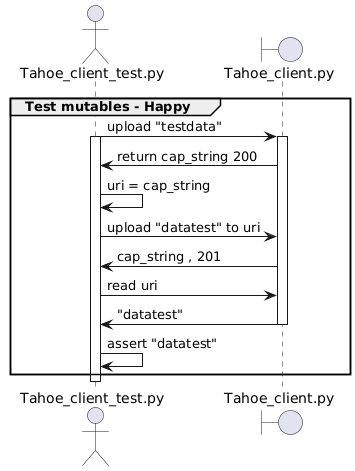 Tahoe_client_test.py
Tahoe_client.py
Test mutables - Happy
upload "testdata"
return cap_string 200
uri = cap_string
upload "datatest" to uri
cap_string , 201
read uri
"datatest"
assert "datatest"
Tahoe_client_test.py
Tahoe_client.py